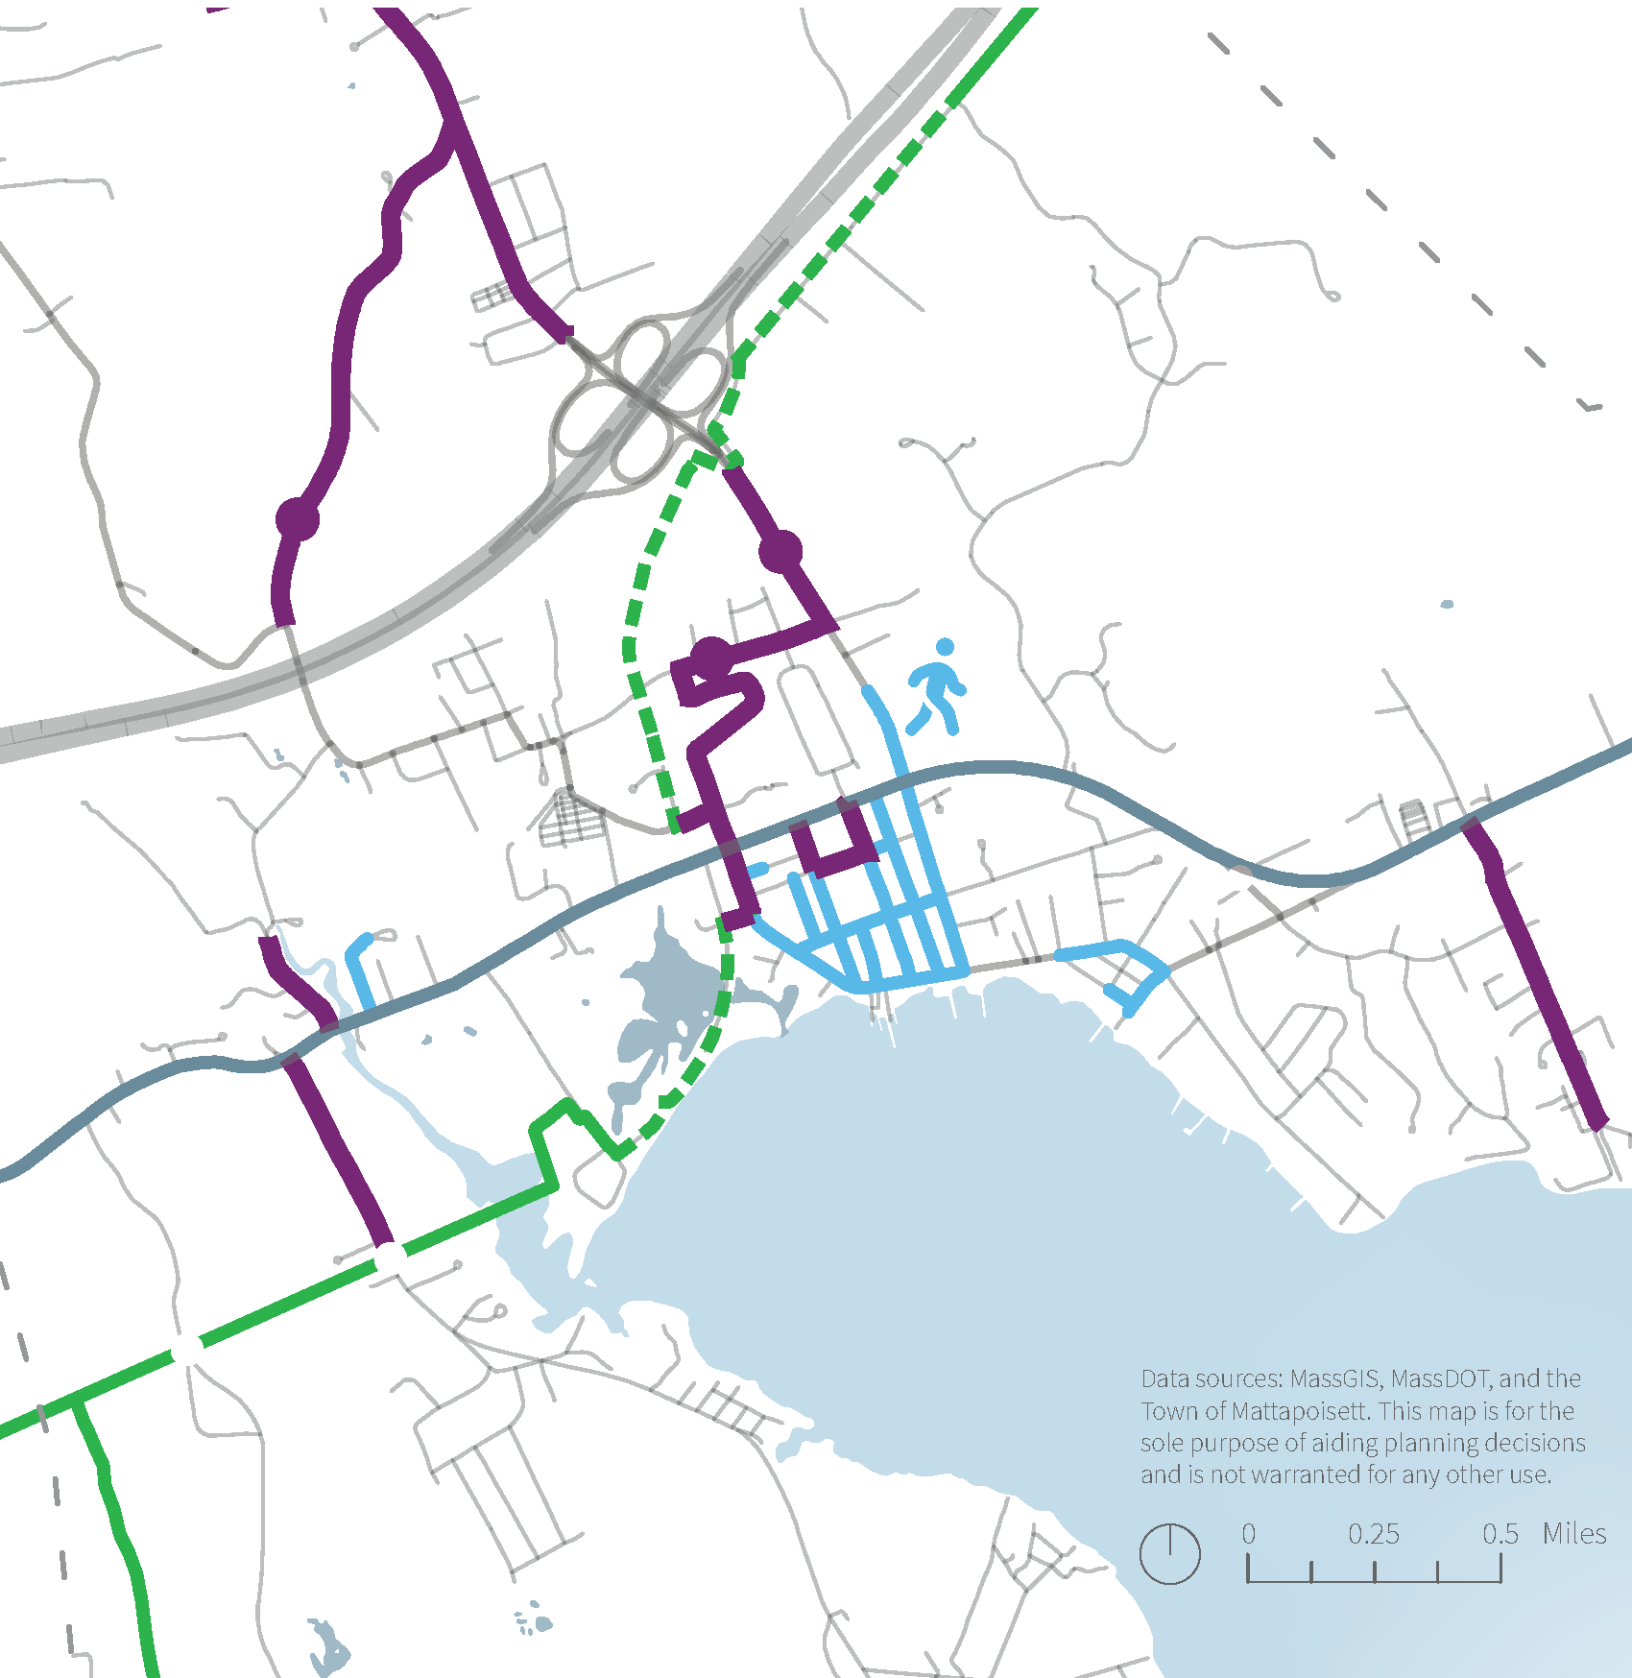 Data sources: MassGIS, MassDOT, and the
Town of Mattapoisett. This map is for the
sole purpose of aiding planning decisions
and is not warranted for any other use.
0 0.25 0.5 Miles